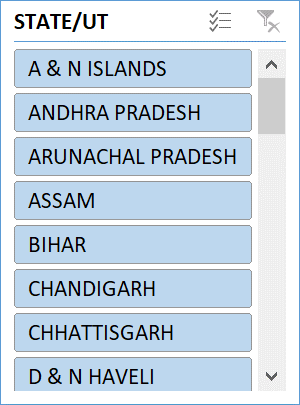 STATE/UT
A & N ISLANDS
ANDHRA PRADESH
ARUNACHAL PRADESH
ASSAM
BIHAR
CHANDIGARH
CHHATTISGARH
D & N HAVELI